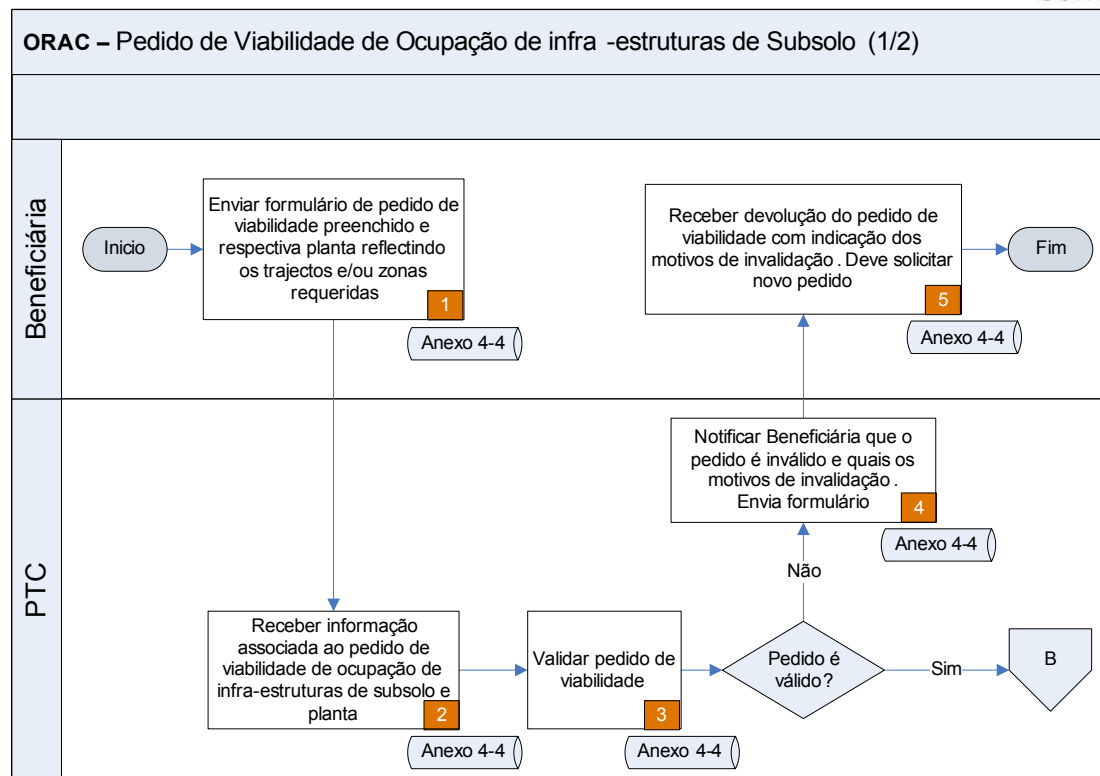 ORAC – Pedido de Viabilidade de Ocupação de infra -estruturas de Subsolo (1/2)
Beneficiária
Inicio
Enviar formulário de pedido de
viabilidade preenchido e
respectiva planta reflectindo
os trajectos e/ou zonas
requeridas
1
Anexo 4-4
Receber devolução do pedido de
viabilidade com indicação dos
motivos de invalidação . Deve solicitar
novo pedido
5
Anexo 4-4
Fim
PTC
Notificar Beneficiária que o
pedido é inválido e quais os
motivos de invalidação .
Envia formulário
4
Anexo 4-4
Não
Receber informação
associada ao pedido de
viabilidade de ocupação de
infra-estruturas de subsolo e
planta
2
Anexo 4-4
Validar pedido de
viabilidade
3
Anexo 4-4
Pedido é
válido?
Sim
B